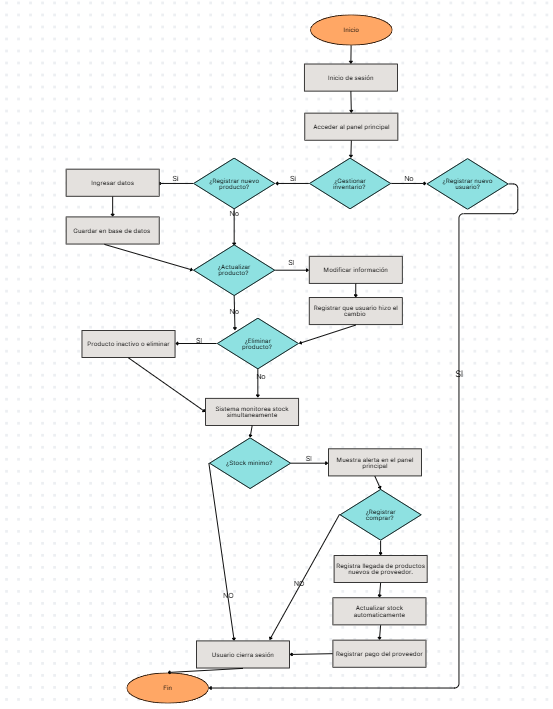 Inicio
Inicio de sesión
Acceder al panel principal
¿Gestionar
inventario?
Si
No
¿Registrar nuevo
producto?
¿Registrar nuevo
usuario?
Si
Ingresar datos
Guardar en base de datos
No
¿Actualizar
producto?
SI
Modificar información
Registrar que usuario hizo el
cambio
No
¿Eliminar
producto?
Si
Producto inactivo o eliminar
No
SI
Sistema monitorea stock
simultaneamente
¿Stock minimo?
SI
Muestra alerta en el panel
principal
¿Registrar
comprar?
Registra llegada de productos
nuevos de proveedor.
NO
NO
Actualizar stock
automaticamente
Usuario cierra sesión
Registrar pago del proveedor
Fin